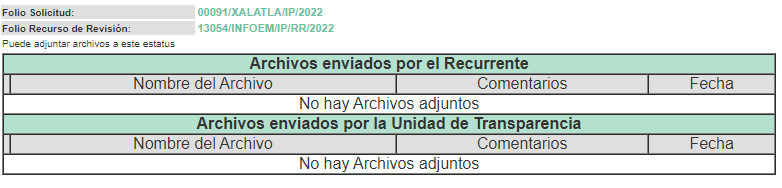 Folio Solicitud: 00091/XALATLA/IP/2022
Folio Recurso de Revisión: 13054/INFOEM/IP/RR/2022
Puede adjuntar archivos a este estatus
Archivos enviados por el Recurrente
Nombre del Archivo Comentarios Fecha
No hay Archivos adjuntos
Archivos enviados por la Unidad de Transparencia
Nombre del Archivo Comentarios Fecha
No hay Archivos adjuntos